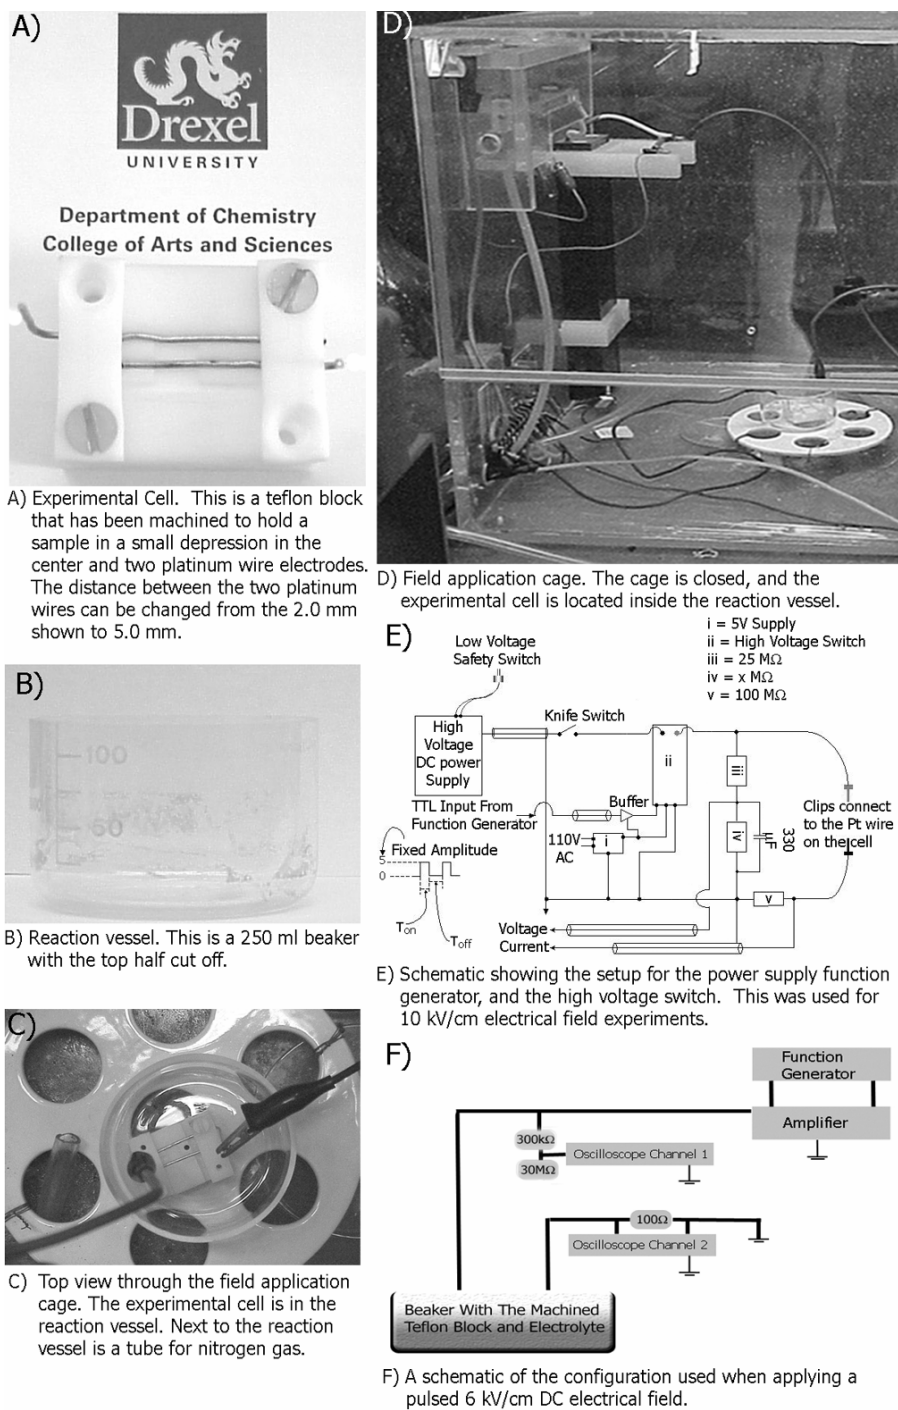 A)
Drexel
UNIVERSITY
Department of Chemistry
College of Arts and Sciences
A) Experimental Cell. This is a teflon block
that has been machined to hold a
sample in a small depression in the
center and two platinum wire electrodes.
The distance between the two platinum
wires can be changed from the 2.0 mm
shown to 5.0 mm.
B)
100
50
B) Reaction vessel. This is a 250 ml beaker
with the top half cut off.
C)
C) Top view through the field application
cage. The experimental cell is in the
reaction vessel. Next to the reaction
vessel is a tube for nitrogen gas.
D)
D) Field application cage. The cage is closed, and the
experimental cell is located inside the reaction vessel.
E)
i = 5V Supply
ii = High Voltage Switch
iii = 25 MΩ
iv = x MΩ
v = 100 MΩ
Low Voltage
Safety Switch
High
Voltage
DC power
Supply
Knife Switch
ii
iii
TTL Input From
Function Generator
Buffer
110V
AC
i
iv
330
µF
Clips connect
to the Pt wire
on the cell
Fixed Amplitude
5
0
Ton
Toff
v
Voltage
Current
E) Schematic showing the setup for the power supply function
generator, and the high voltage switch. This was used for
10 kV/cm electrical field experiments.
F)
Function
Generator
Amplifier
300kΩ
30MΩ
Oscilloscope Channel 1
100Ω
Oscilloscope Channel 2
Beaker With The Machined
Teflon Block and Electrolyte
F) A schematic of the configuration used when applying a
pulsed 6 kV/cm DC electrical field.